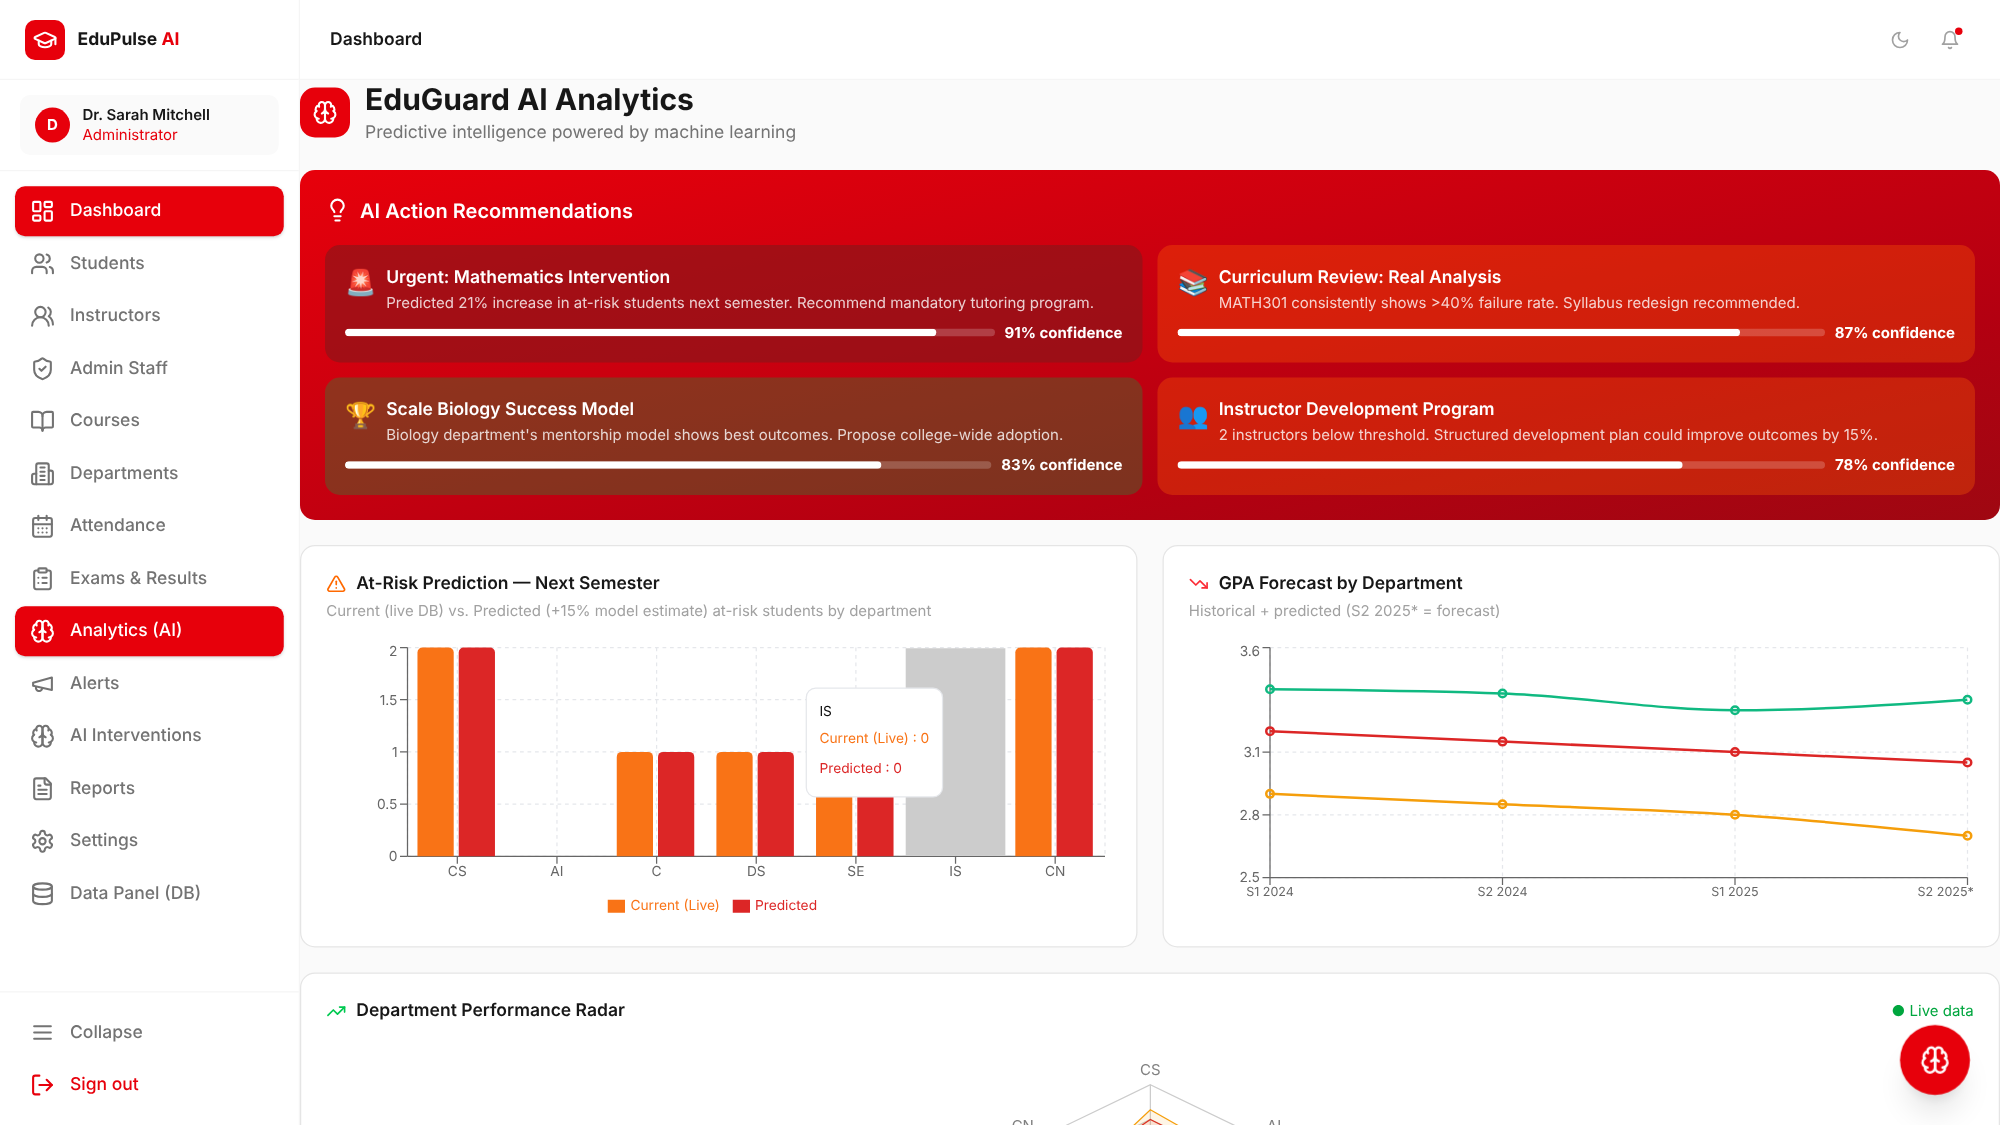 EduPulse AI
Dashboard
D
Dr. Sarah Mitchell
Administrator
Dashboard
Students
Instructors
Admin Staff
Courses
Departments
Attendance
Exams & Results
Analytics (AI)
Alerts
AI Interventions
Reports
Settings
Data Panel (DB)
Collapse
Sign out
EduGuard AI Analytics
Predictive intelligence powered by machine learning
AI Action Recommendations
Urgent: Mathematics Intervention
Predicted 21% increase in at-risk students next semester. Recommend mandatory tutoring program.
91% confidence
Curriculum Review: Real Analysis
MATH301 consistently shows >40% failure rate. Syllabus redesign recommended.
87% confidence
Scale Biology Success Model
Biology department's mentorship model shows best outcomes. Propose college-wide adoption.
83% confidence
Instructor Development Program
2 instructors below threshold. Structured development plan could improve outcomes by 15%.
78% confidence
At-Risk Prediction — Next Semester
Current (live DB) vs. Predicted (+15% model estimate) at-risk students by department
2
1.5
1
0.5
0
CS AI C DS SE IS CN
IS
Current (Live) : 0
Predicted : 0
Current (Live) Predicted
GPA Forecast by Department
Historical + predicted (S2 2025* = forecast)
3.6
3.1
2.8
2.5
S1 2024 S2 2024 S1 2025 S2 2025*
Department Performance Radar
Live data
CS
CN AI